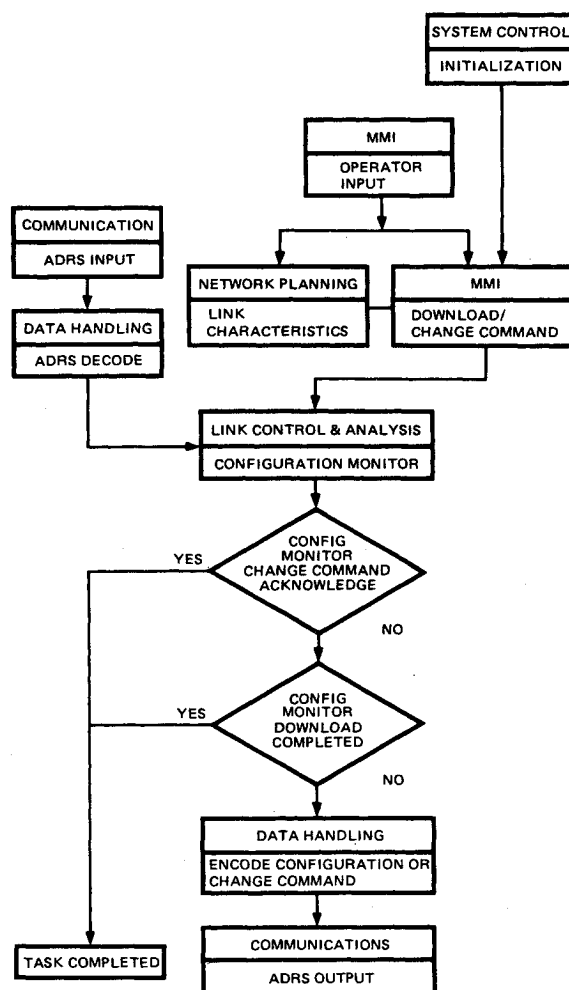 SYSTEM CONTROL
INITIALIZATION
MMI
OPERATOR
INPUT
COMMUNICATION
ADRS INPUT
NETWORK PLANNING
LINK
CHARACTERISTICS
MMI
DOWNLOAD/
CHANGE COMMAND
DATA HANDLING
ADRS DECODE
LINK CONTROL & ANALYSIS
CONFIGURATION MONITOR
CONFIG
MONITOR
CHANGE COMMAND
ACKNOWLEDGE
YES
NO
CONFIG
MONITOR
DOWNLOAD
COMPLETED
YES
NO
DATA HANDLING
ENCODE CONFIGURATION OR
CHANGE COMMAND
COMMUNICATIONS
ADRS OUTPUT
TASK COMPLETED